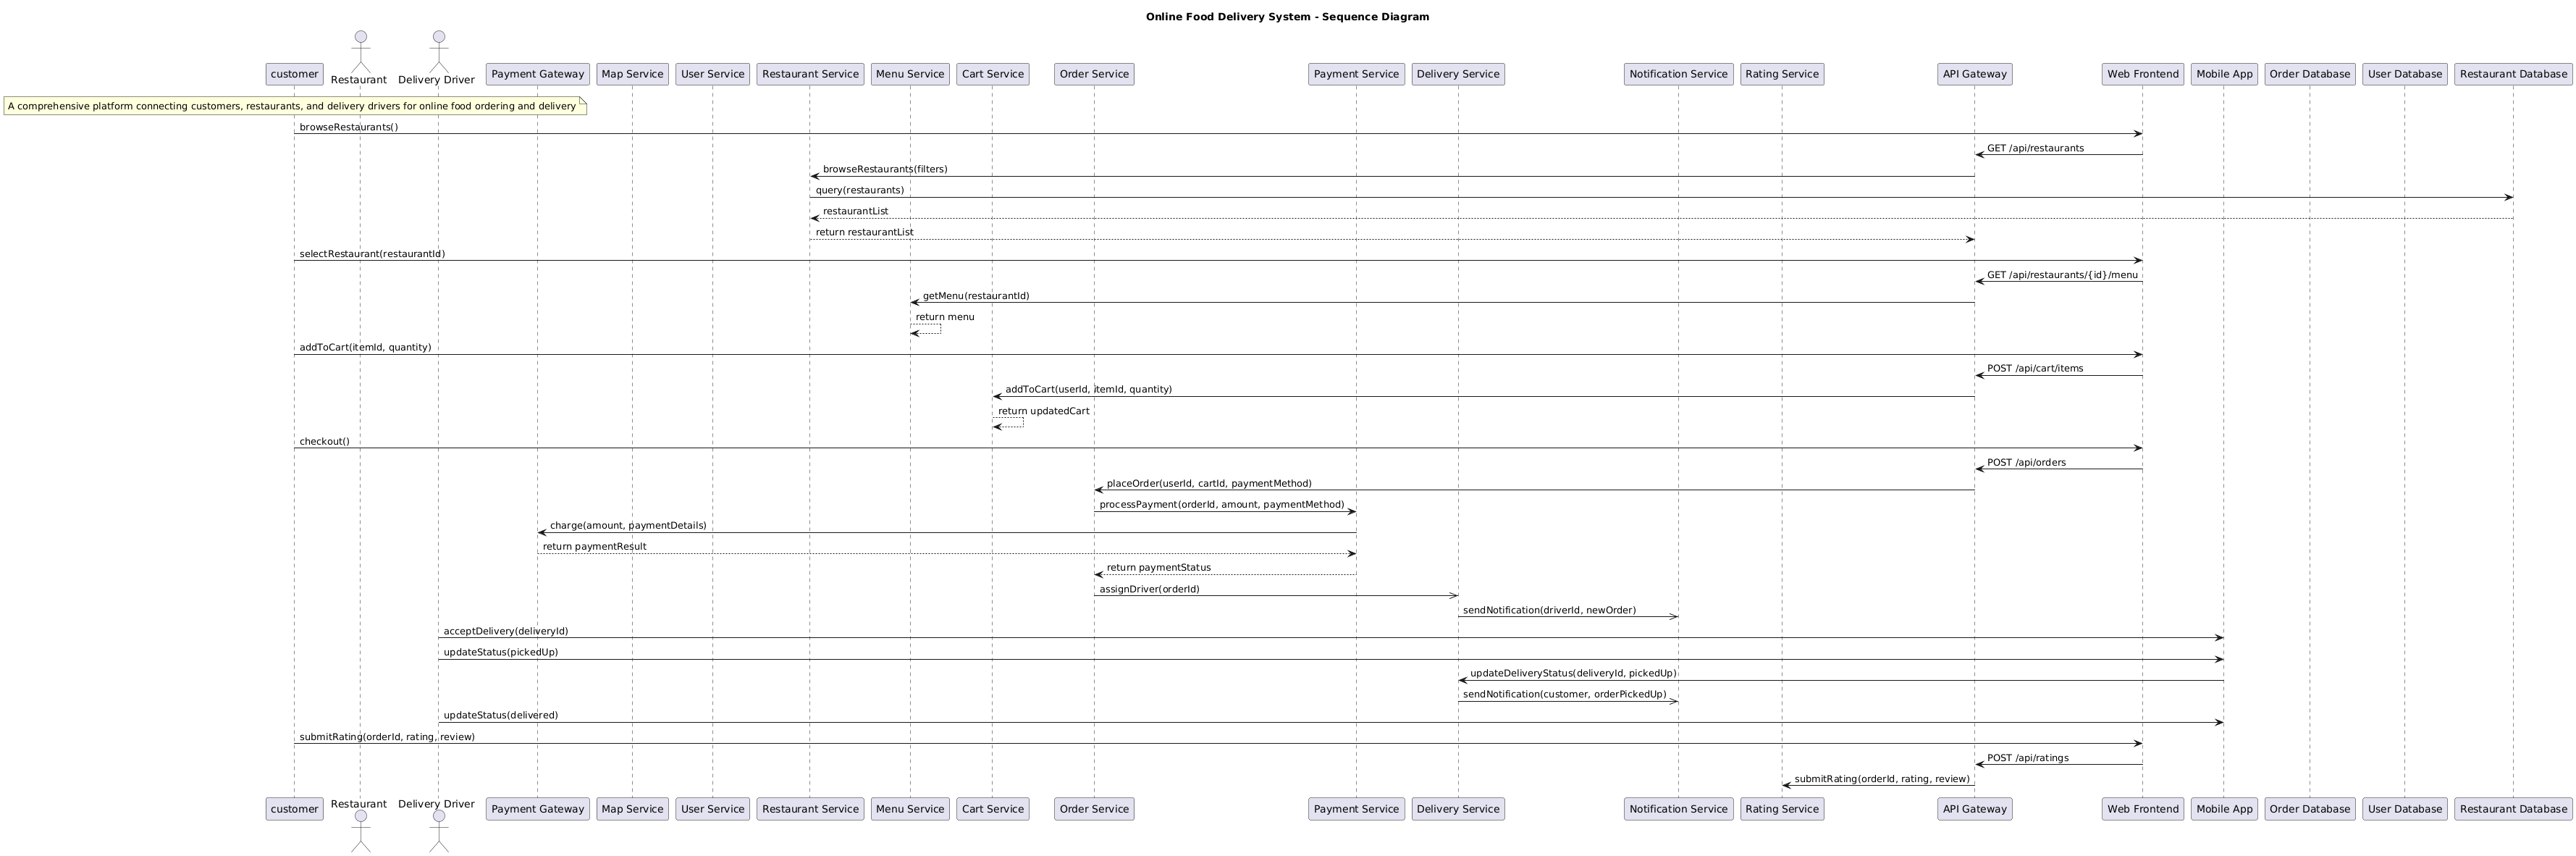 Online Food Delivery System - Sequence Diagram
customer
Restaurant
Delivery Driver
Payment Gateway
Map Service
User Service
Restaurant Service
Menu Service
Cart Service
Order Service
Payment Service
Delivery Service
Notification Service
Rating Service
API Gateway
Web Frontend
Mobile App
Order Database
User Database
Restaurant Database
A comprehensive platform connecting customers, restaurants, and delivery drivers for online food ordering and delivery
browseRestaurants()
GET /api/restaurants
browseRestaurants(filters)
query(restaurants)
restaurantList
return restaurantList
selectRestaurant(restaurantId)
GET /api/restaurants/{id}/menu
getMenu(restaurantId)
return menu
addToCart(itemId, quantity)
POST /api/cart/items
addToCart(userId, itemId, quantity)
return updatedCart
checkout()
POST /api/orders
placeOrder(userId, cartId, paymentMethod)
processPayment(orderId, amount, paymentMethod)
charge(amount, paymentDetails)
return paymentResult
return paymentStatus
assignDriver(orderId)
sendNotification(driverId, newOrder)
acceptDelivery(deliveryId)
updateStatus(pickedUp)
updateDeliveryStatus(deliveryId, pickedUp)
sendNotification(customer, orderPickedUp)
updateStatus(delivered)
submitRating(orderId, rating, review)
POST /api/ratings
submitRating(orderId, rating, review)
customer
Restaurant
Delivery Driver
Payment Gateway
Map Service
User Service
Restaurant Service
Menu Service
Cart Service
Order Service
Payment Service
Delivery Service
Notification Service
Rating Service
API Gateway
Web Frontend
Mobile App
Order Database
User Database
Restaurant Database